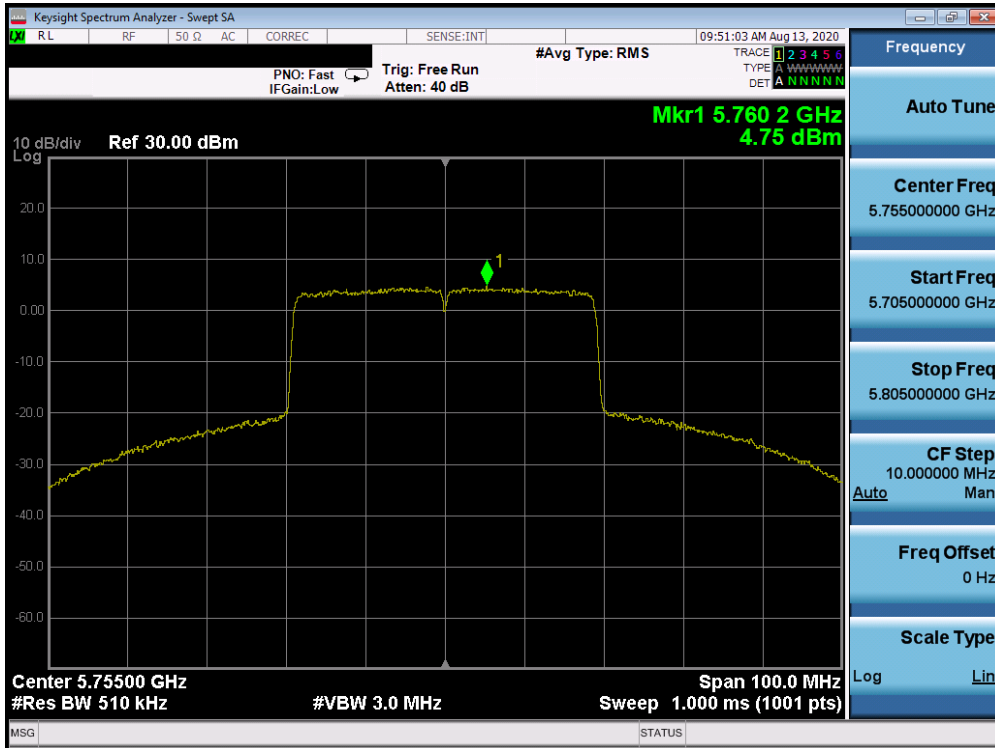 Keysight Spectrum Analyzer - Swept SA
LXI RL RF 50 Ω AC CORREC SENSE:INT 09:51:03 AM Aug 13, 2020
PNO: Fast
IFGain:Low
Trig: Free Run
Atten: 40 dB
#Avg Type: RMS
TRACE 1 2 3 4 5 6
TYPE A WWWWW
DET A N N N N N
Mkr1 5.760 2 GHz
4.75 dBm
10 dB/div Ref 30.00 dBm
Log
20.0
10.0
0.00
-10.0
-20.0
-30.0
-40.0
-50.0
-60.0
1
Center 5.75500 GHz Span 100.0 MHz
#Res BW 510 kHz #VBW 3.0 MHz Sweep 1.000 ms (1001 pts)
MSG STATUS
Frequency
Auto Tune
Center Freq
5.755000000 GHz
Start Freq
5.705000000 GHz
Stop Freq
5.805000000 GHz
CF Step
10.000000 MHz
Auto Man
Freq Offset
0 Hz
Scale Type
Log Lin